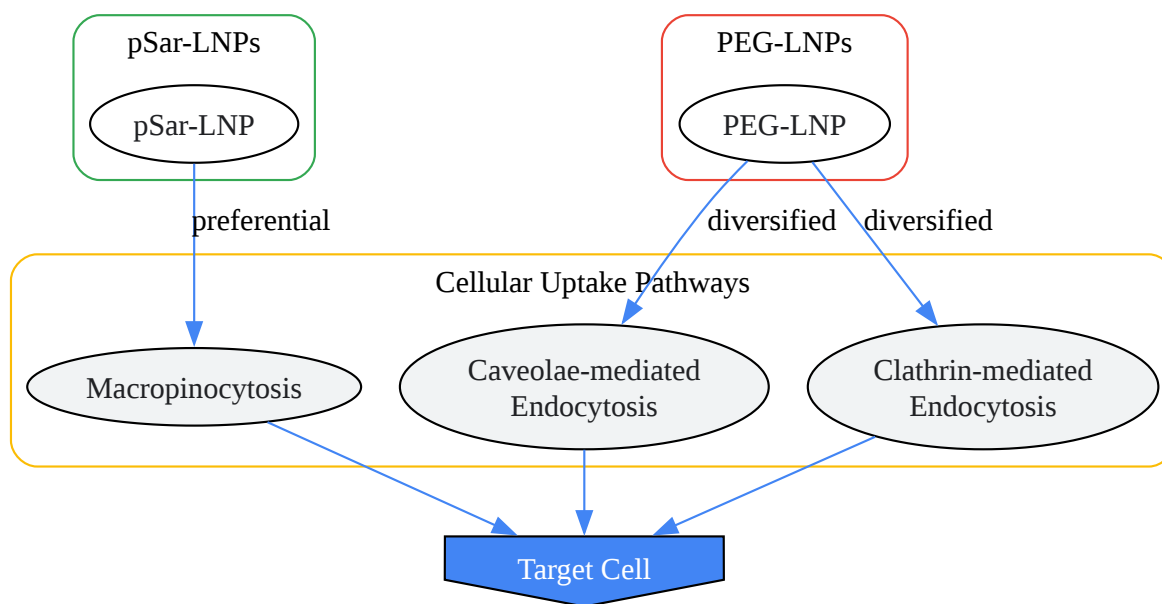 pSar-LNPs
PEG-LNPs
pSar-LNP
PEG-LNP
preferential
diversified
diversified
Cellular Uptake Pathways
Macropinocytosis
Caveolae-mediated
Endocytosis
Clathrin-mediated
Endocytosis
Target Cell